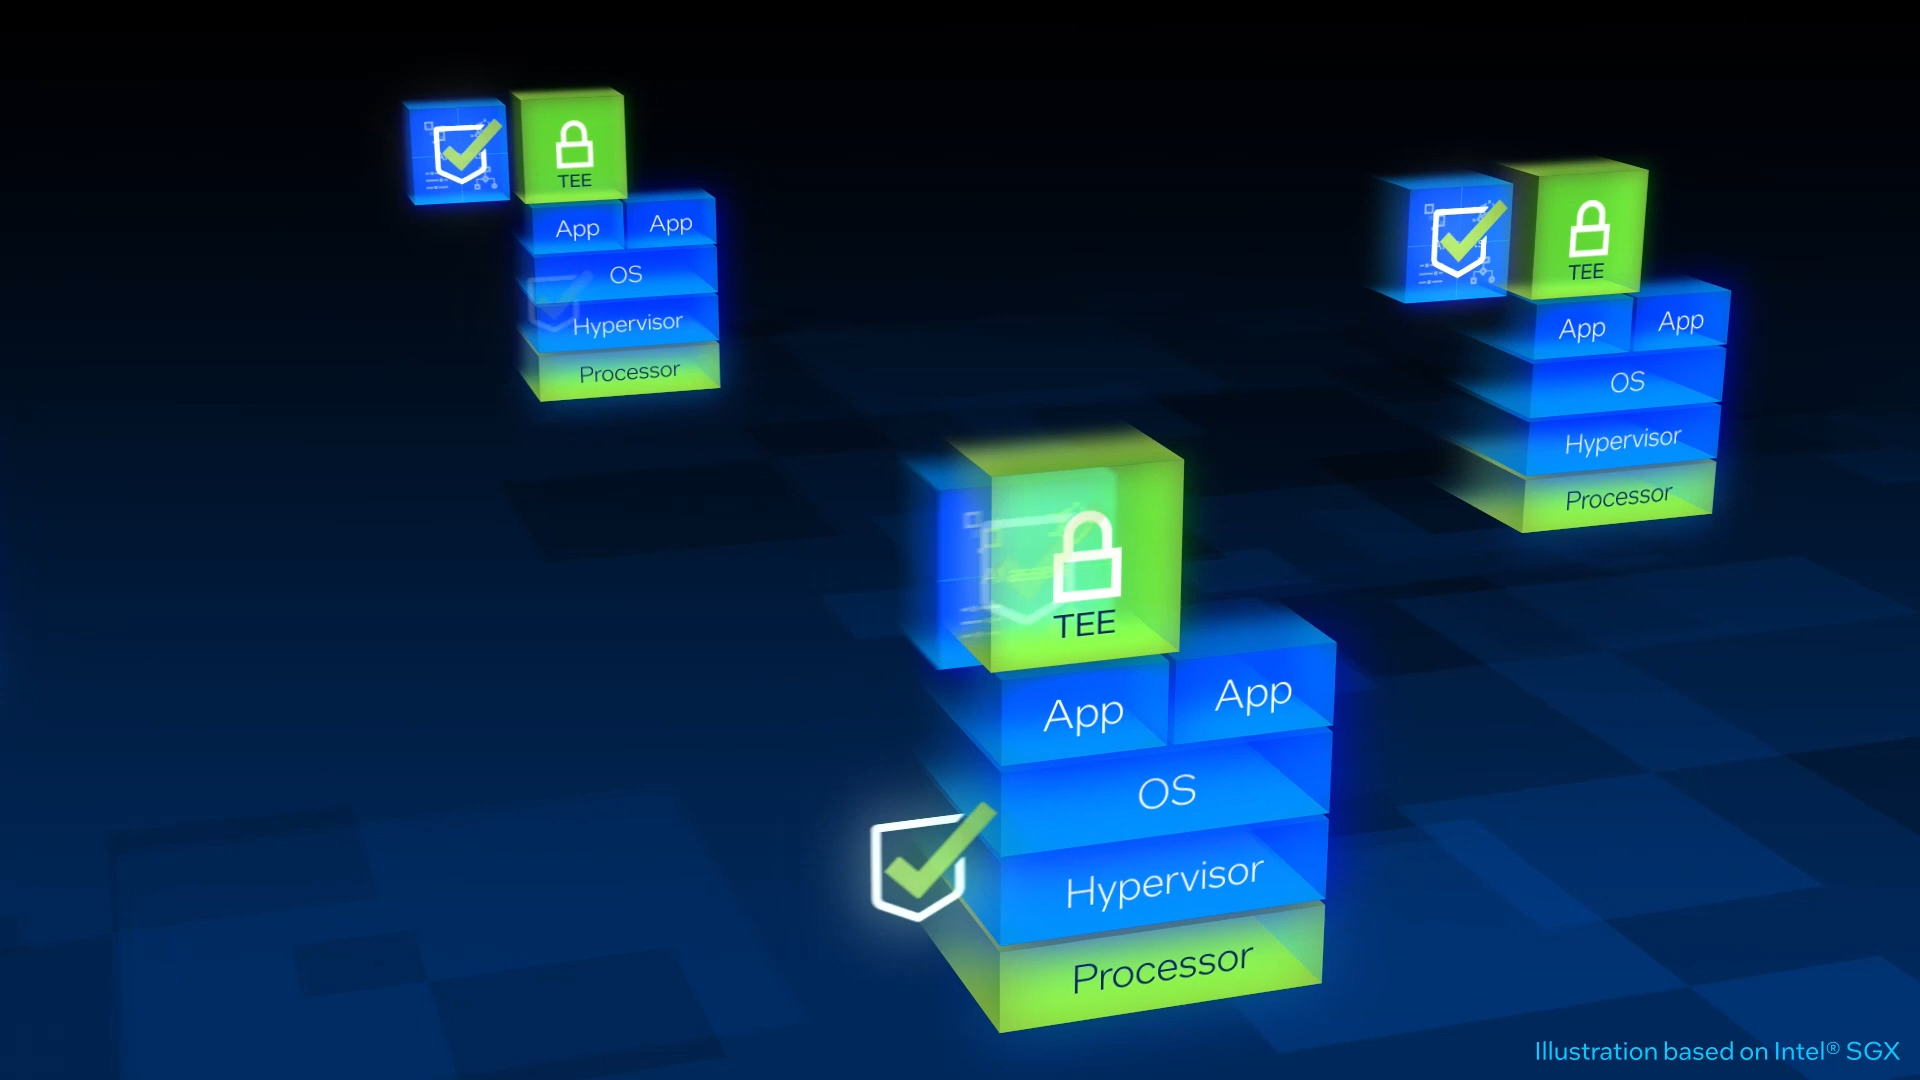 TEE
App
App
OS
Hypervisor
Processor
TEE
App
App
OS
Hypervisor
Processor
TEE
App
App
OS
Hypervisor
Processor
Illustration based on Intel® SGX